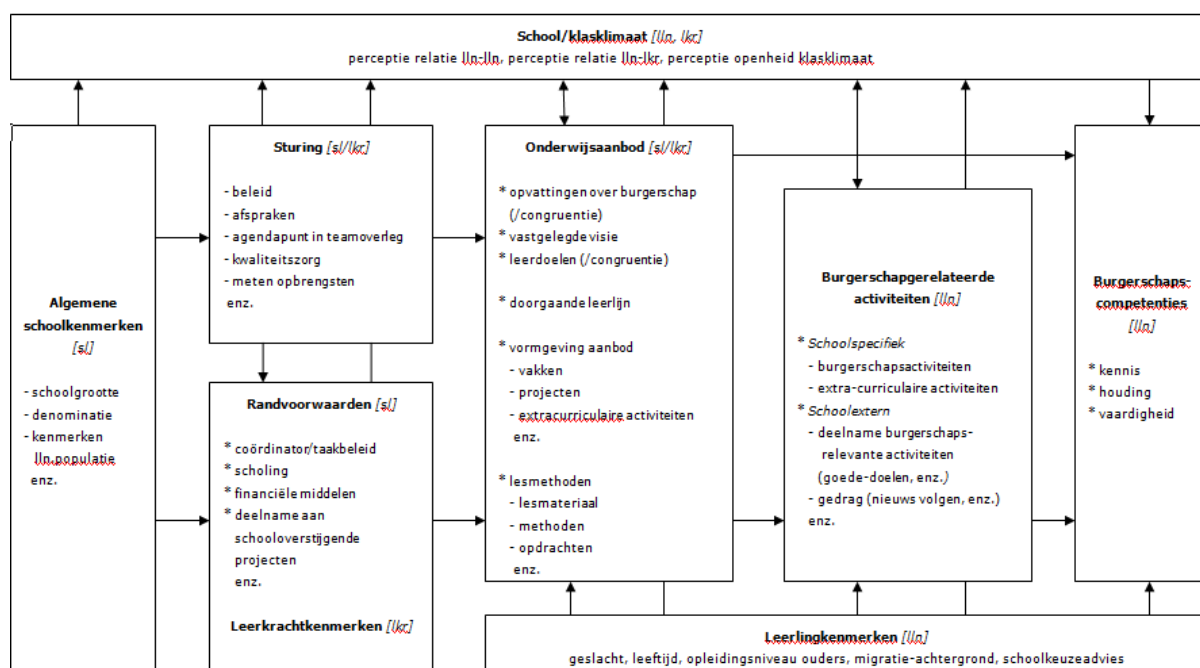 School/klasklimaat [lln, lkr]
perceptie relatie lln-lln, perceptie relatie lln-lkr, perceptie openheid klasklimaat
Algemene
schoolkenmerken
[sl]
- schoolgrootte
- denominatie
- kenmerken
lln.populatie
enz.
Sturing [sl/lkr]
- beleid
- afspraken
- agendapunt in teamoverleg
- kwaliteitszorg
- meten opbrengsten
enz.
Randvoorwaarden [sl]
* coördinator/taakbeleid
* scholing
* financiële middelen
* deelname aan
schooloverstijgende
projecten
enz.
Leerkrachtkenmerken [lkr]
Onderwijsaanbod [sl/lkr]
* opvattingen over burgerschap
(/congruentie)
* vastgelegde visie
* leerdoelen (/congruentie)
* doorgaande leerlijn
* vormgeving aanbod
- vakken
- projecten
- extracurriculaire activiteiten
enz.
* lesmethoden
- lesmateriaal
- methoden
- opdrachten
enz.
Burgerschapgerelateerde
activiteiten [lln]
* Schoolspecifiek
- burgerschapsactiviteiten
- extra-curriculaire activiteiten
* Schoolextern
- deelname burgerschaps-
relevante activiteiten
(goede-doelen, enz.)
- gedrag (nieuws volgen, enz.)
enz.
Burgerschaps-
competenties
[lln]
* kennis
* houding
* vaardigheid
Leerlingkenmerken [lln]
geslacht, leeftijd, opleidingsniveau ouders, migratie-achtergrond, schoolkeuzeadvies